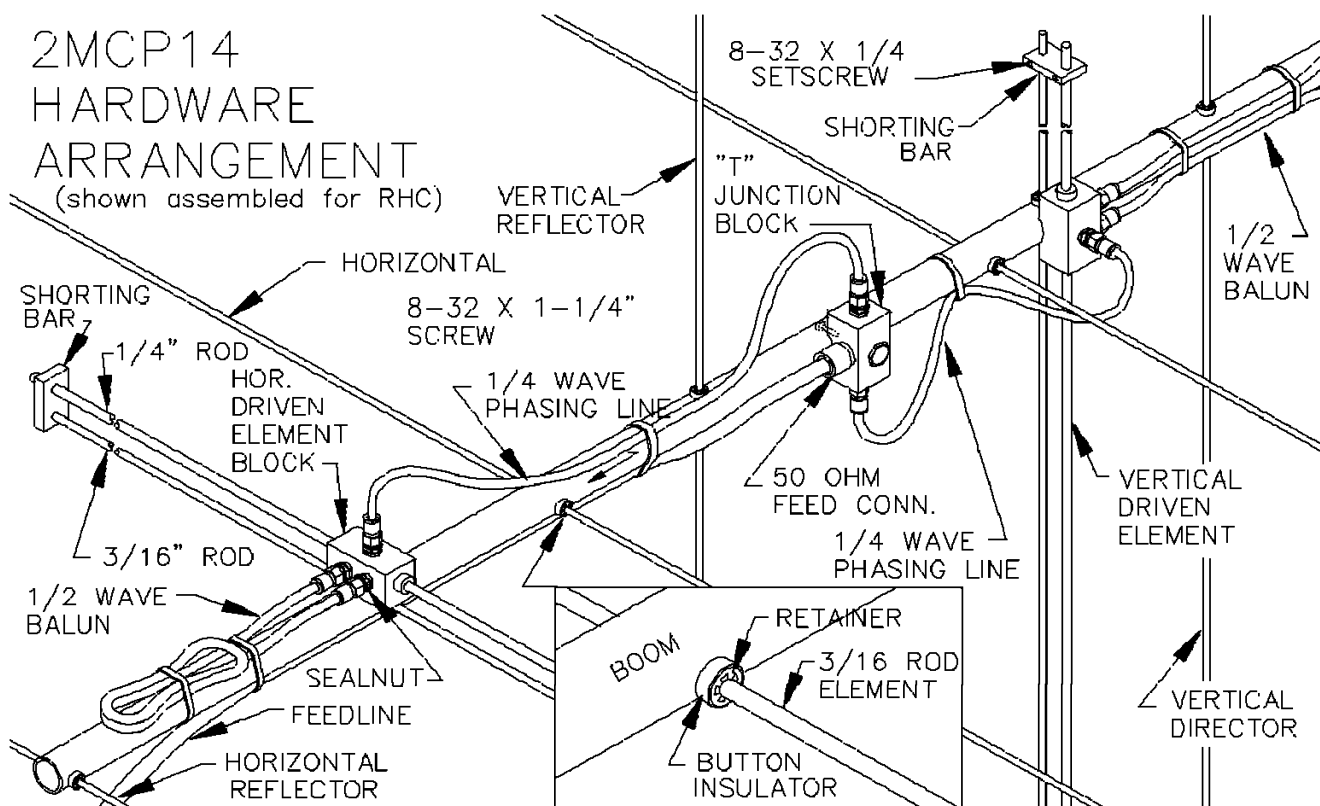 2MCP14
HARDWARE
ARRANGEMENT
(shown assembled for RHC)
VERTICAL
REFLECTOR
"T"
JUNCTION
BLOCK
8-32 X 1/4
SETSCREW
SHORTING
BAR
1/2
WAVE
BALUN
HORIZONTAL
8-32 X 1-1/4"
SCREW
SHORTING
BAR
1/4" ROD
HOR.
DRIVEN
ELEMENT
BLOCK
1/4 WAVE
PHASING LINE
3/16" ROD
1/2 WAVE
BALUN
50 OHM
FEED CONN.
1/4 WAVE
PHASING LINE
VERTICAL
DRIVEN
ELEMENT
SEALNUT
FEEDLINE
HORIZONTAL
REFLECTOR
BOOM
RETAINER
3/16 ROD
ELEMENT
BUTTON
INSULATOR
VERTICAL
DIRECTOR